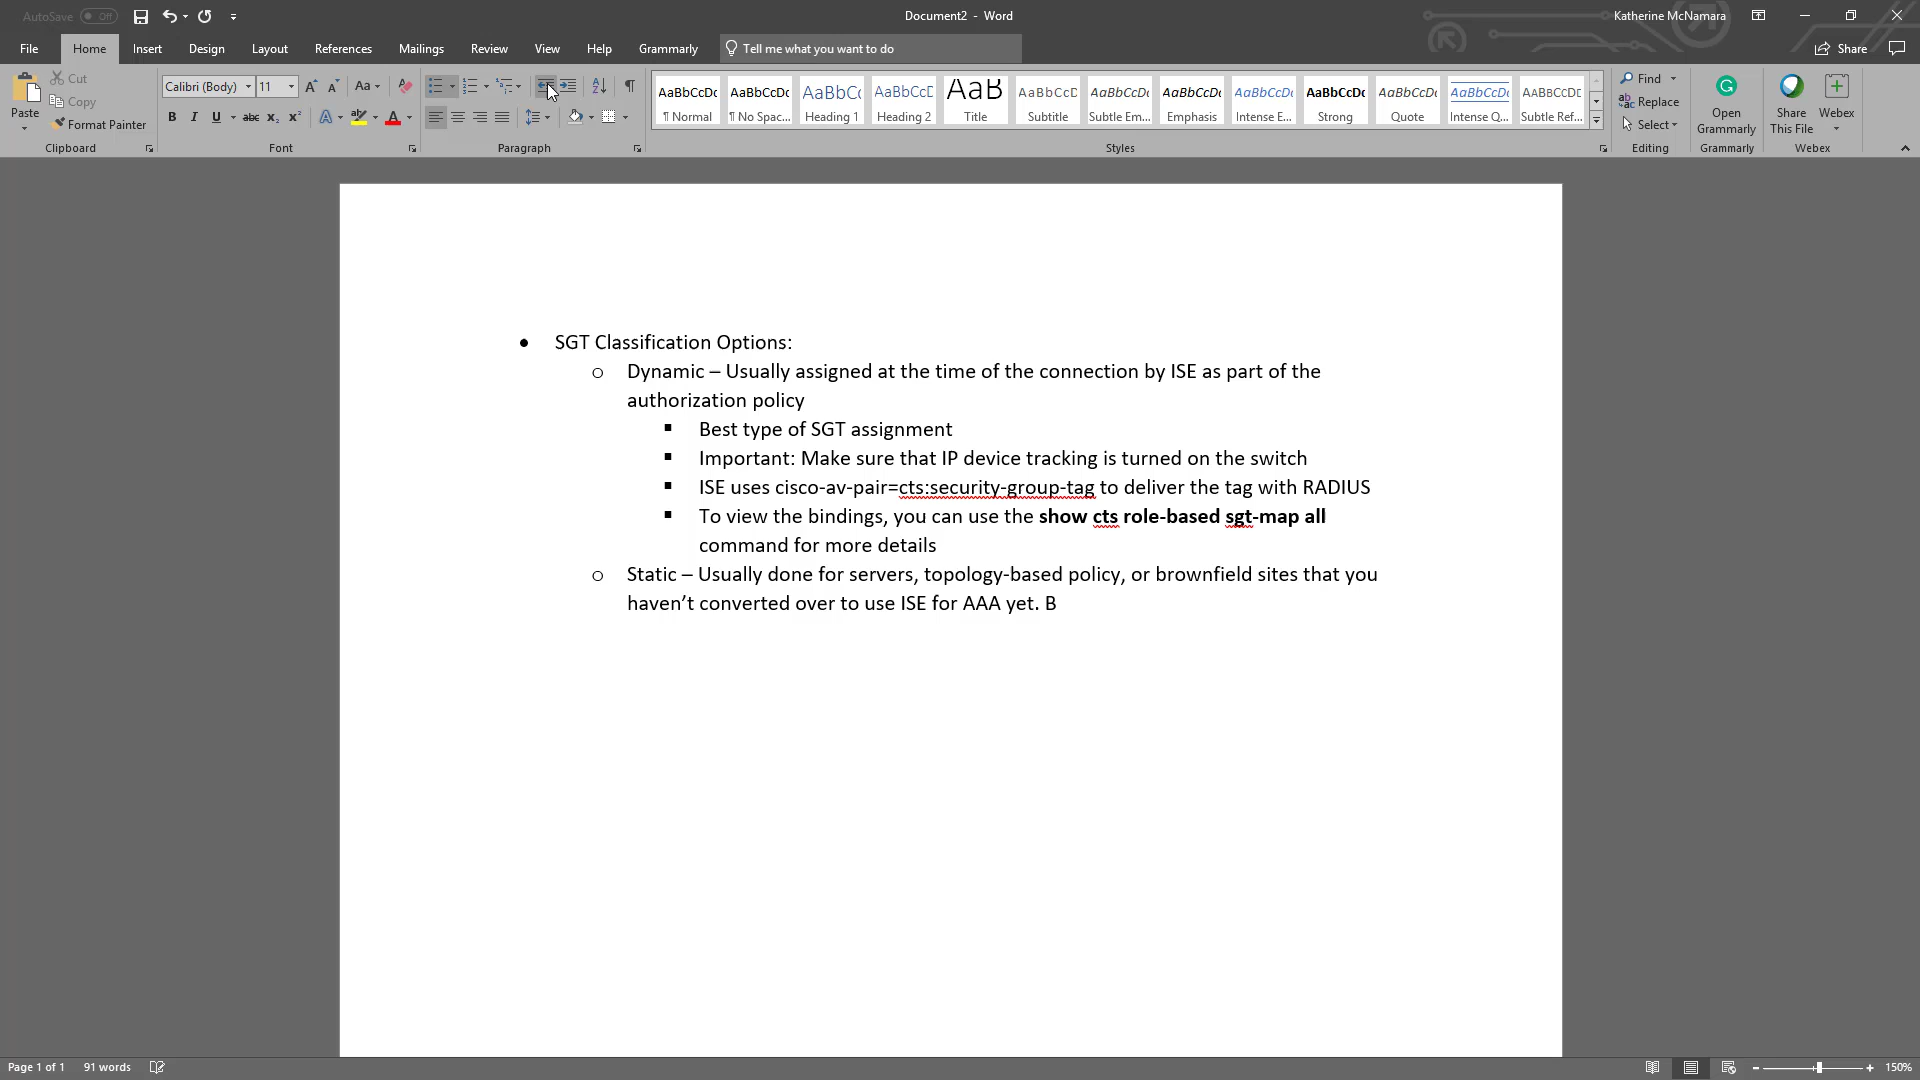 AutoSave Off
Document2 - Word
Katherine McNamara
File Home Insert Design Layout References Mailings Review View Help Grammarly Tell me what you want to do Share
Paste
Cut
Copy
Format Painter
Clipboard
Calibri (Body) 11
Font
Paragraph
AaBbCcDc AaBbCcDc AaBbCc AaBbCcD AaB AaBbCcD AaBbCcDc AaBbCcDc AaBbCcDc AaBbCcDc AaBbCcDc AaBbCcDc AABBCCDE
¶ Normal ¶ No Spac... Heading 1 Heading 2 Title Subtitle Subtle Em... Emphasis Intense E... Strong Quote Intense Q... Subtle Ref...
Styles
Find
Replace
Select
Editing
Open Grammarly
Grammarly
Share This File
Webex
Webex
• SGT Classification Options:
o Dynamic – Usually assigned at the time of the connection by ISE as part of the
authorization policy
▪ Best type of SGT assignment
▪ Important: Make sure that IP device tracking is turned on the switch
▪ ISE uses cisco-av-pair=cts:security-group-tag to deliver the tag with RADIUS
▪ To view the bindings, you can use the show cts role-based sgt-map all
command for more details
o Static – Usually done for servers, topology-based policy, or brownfield sites that you
haven’t converted over to use ISE for AAA yet. B
Page 1 of 1 91 words
150%